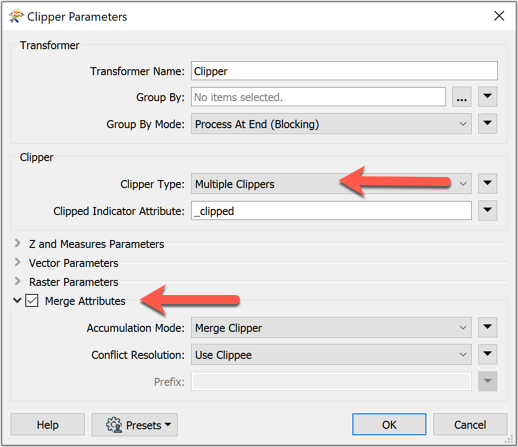 Clipper Parameters
Transformer
Transformer Name: Clipper
Group By: No items selected. ...
Group By Mode: Process At End (Blocking)
Clipper
Clipper Type: Multiple Clippers
Clipped Indicator Attribute: _clipped
Z and Measures Parameters
Vector Parameters
Raster Parameters
Merge Attributes
Accumulation Mode: Merge Clipper
Conflict Resolution: Use Clippee
Prefix:
Help Presets OK Cancel